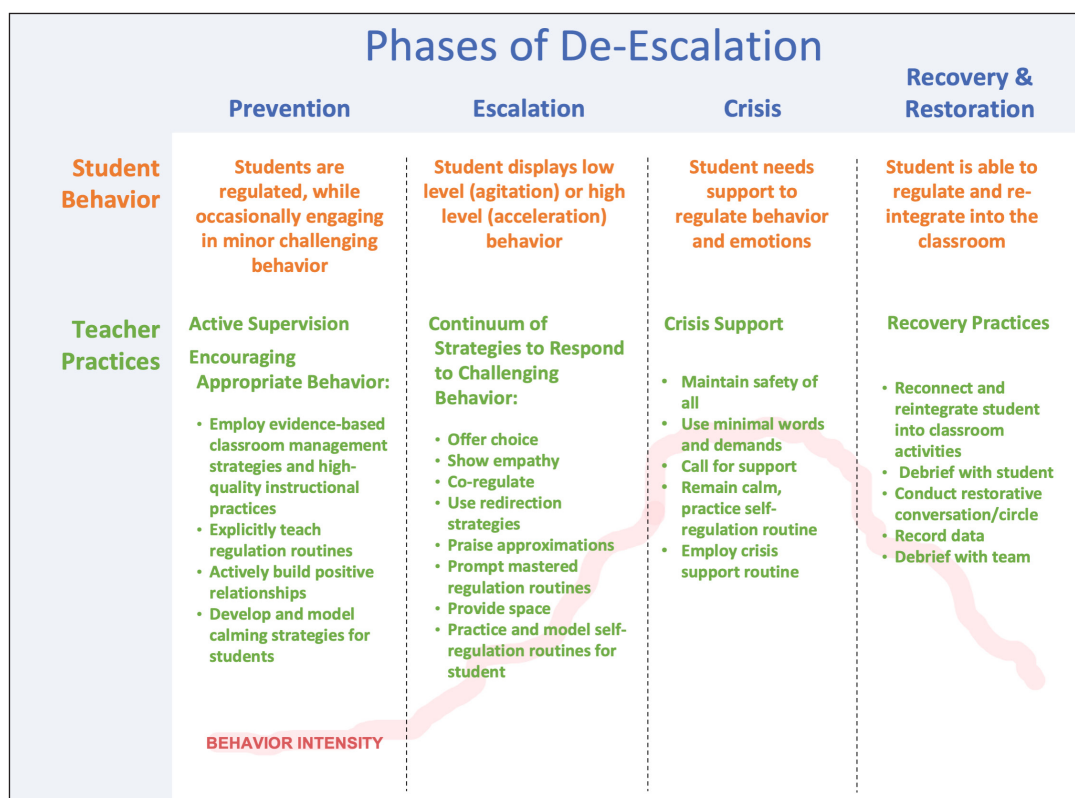 Phases of De-Escalation
Prevention
Escalation
Crisis
Recovery &
Restoration
Student
Behavior
Students are
regulated, while
occasionally engaging
in minor challenging
behavior
Student displays low
level (agitation) or high
level (acceleration)
behavior
Student needs
support to
regulate behavior
and emotions
Student is able to
regulate and re-
integrate into the
classroom
Teacher
Practices
Active Supervision
Encouraging
Appropriate Behavior:
• Employ evidence-based
classroom management
strategies and high-
quality instructional
practices
• Explicitly teach
regulation routines
• Actively build positive
relationships
• Develop and model
calming strategies for
students
Continuum of
Strategies to Respond
to Challenging
Behavior:
• Offer choice
• Show empathy
• Co-regulate
• Use redirection
strategies
• Praise approximations
• Prompt mastered
regulation routines
• Provide space
• Practice and model self-
regulation routines for
student
Crisis Support
• Maintain safety of
all
• Use minimal words
and demands
• Call for support
• Remain calm,
practice self-
regulation routine
• Employ crisis
support routine
Recovery Practices
• Reconnect and
reintegrate student
into classroom
activities
• Debrief with student
• Conduct restorative
conversation/circle
• Record data
• Debrief with team
BEHAVIOR INTENSITY